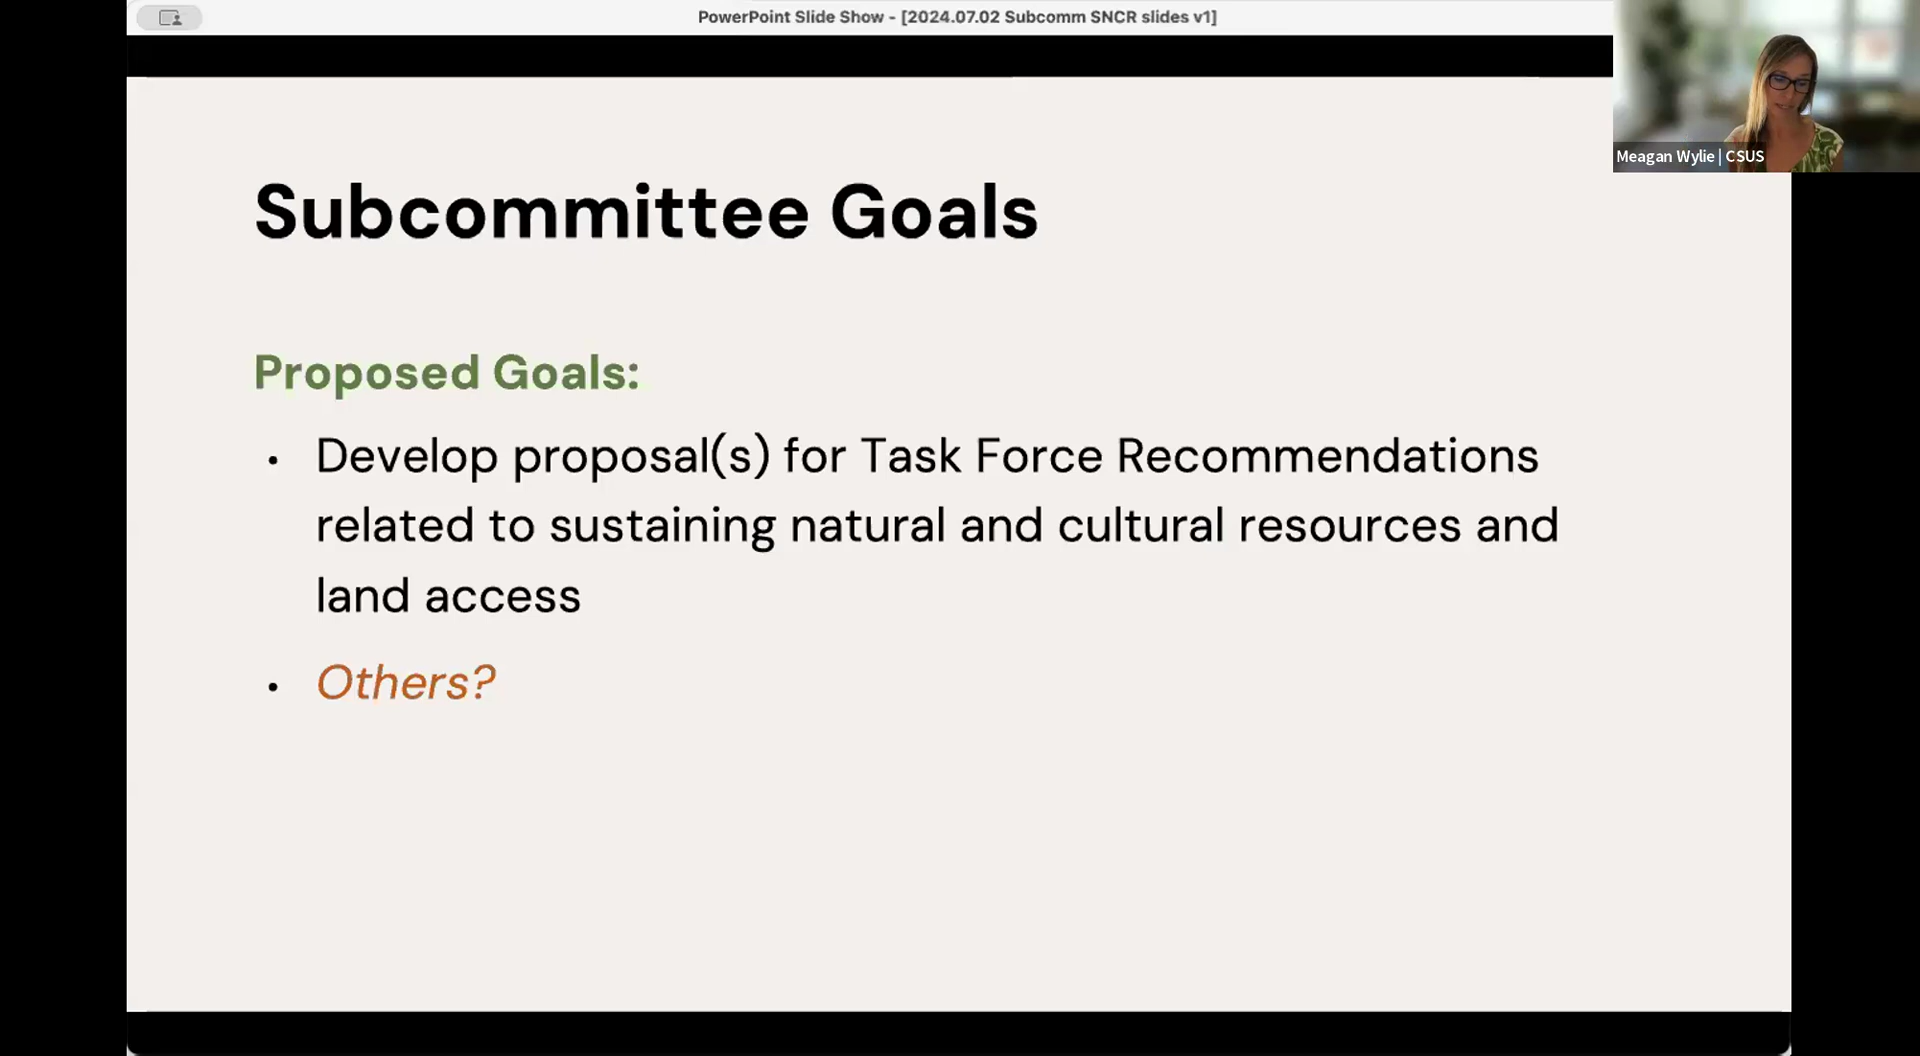 PowerPoint Slide Show - [2024.07.02 Subcomm SNCR slides v1]
Meagan Wylie | CSUS
Subcommittee Goals
Proposed Goals:
• Develop proposal(s) for Task Force Recommendations
related to sustaining natural and cultural resources and
land access
• Others?